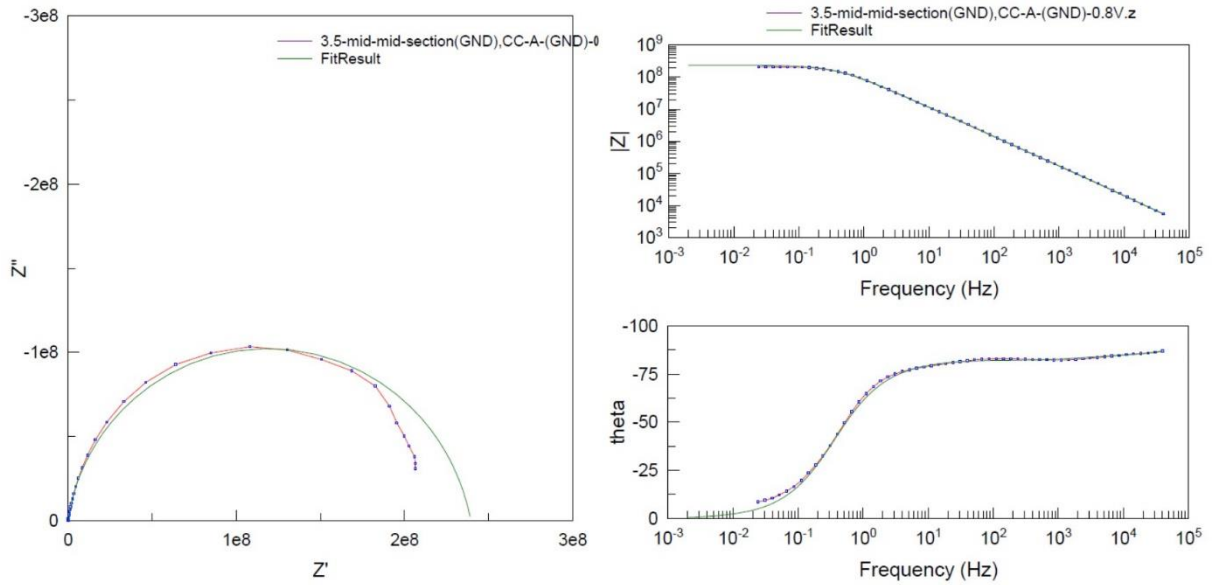 -3e8
3.5-mid-mid-section(GND),CC-A-(GND)-0
FitResult
-2e8
Z''
-1e8
0
0 1e8 2e8 3e8
Z'
3.5-mid-mid-section(GND),CC-A-(GND)-0.8V.z
FitResult
10⁹
10⁸
10⁷
|Z|
10⁶
10⁵
10⁴
10³
10⁻³ 10⁻² 10⁻¹ 10⁰ 10¹ 10² 10³ 10⁴ 10⁵
Frequency (Hz)
-100
-75
theta
-50
-25
0
10⁻³ 10⁻² 10⁻¹ 10⁰ 10¹ 10² 10³ 10⁴ 10⁵
Frequency (Hz)